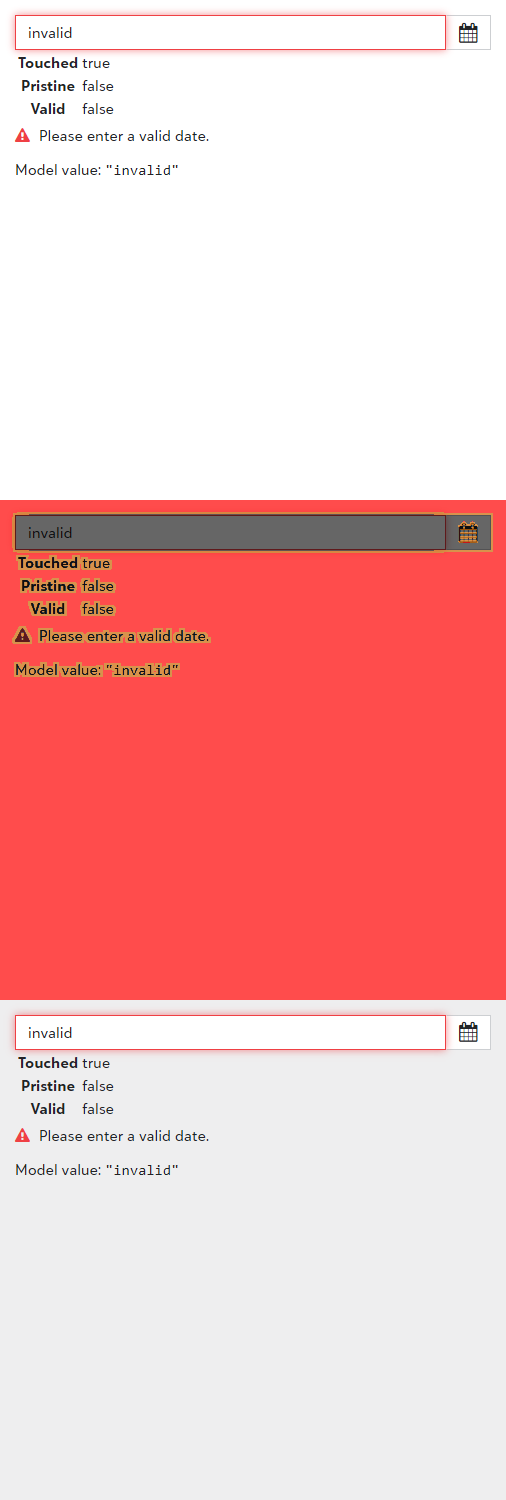 invalid
Touched true
Pristine false
Valid false
Please enter a valid date.
Model value: "invalid"
invalid
Touched true
Pristine false
Valid false
Please enter a valid date.
Model value: "invalid"
invalid
Touched true
Pristine false
Valid false
Please enter a valid date.
Model value: "invalid"